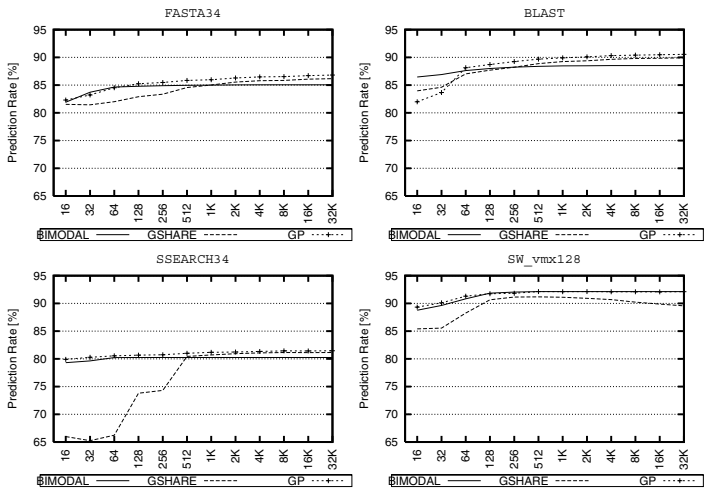 FASTA34
Prediction Rate [%]
95
90
85
80
75
70
65
16 32 64 128 256 512 1K 2K 4K 8K 16K 32K
BIMODAL GSHARE GP
BLAST
Prediction Rate [%]
95
90
85
80
75
70
65
16 32 64 128 256 512 1K 2K 4K 8K 16K 32K
BIMODAL GSHARE GP
SSEARCH34
Prediction Rate [%]
95
90
85
80
75
70
65
16 32 64 128 256 512 1K 2K 4K 8K 16K 32K
BIMODAL GSHARE GP
SW_vmx128
Prediction Rate [%]
95
90
85
80
75
70
65
16 32 64 128 256 512 1K 2K 4K 8K 16K 32K
BIMODAL GSHARE GP